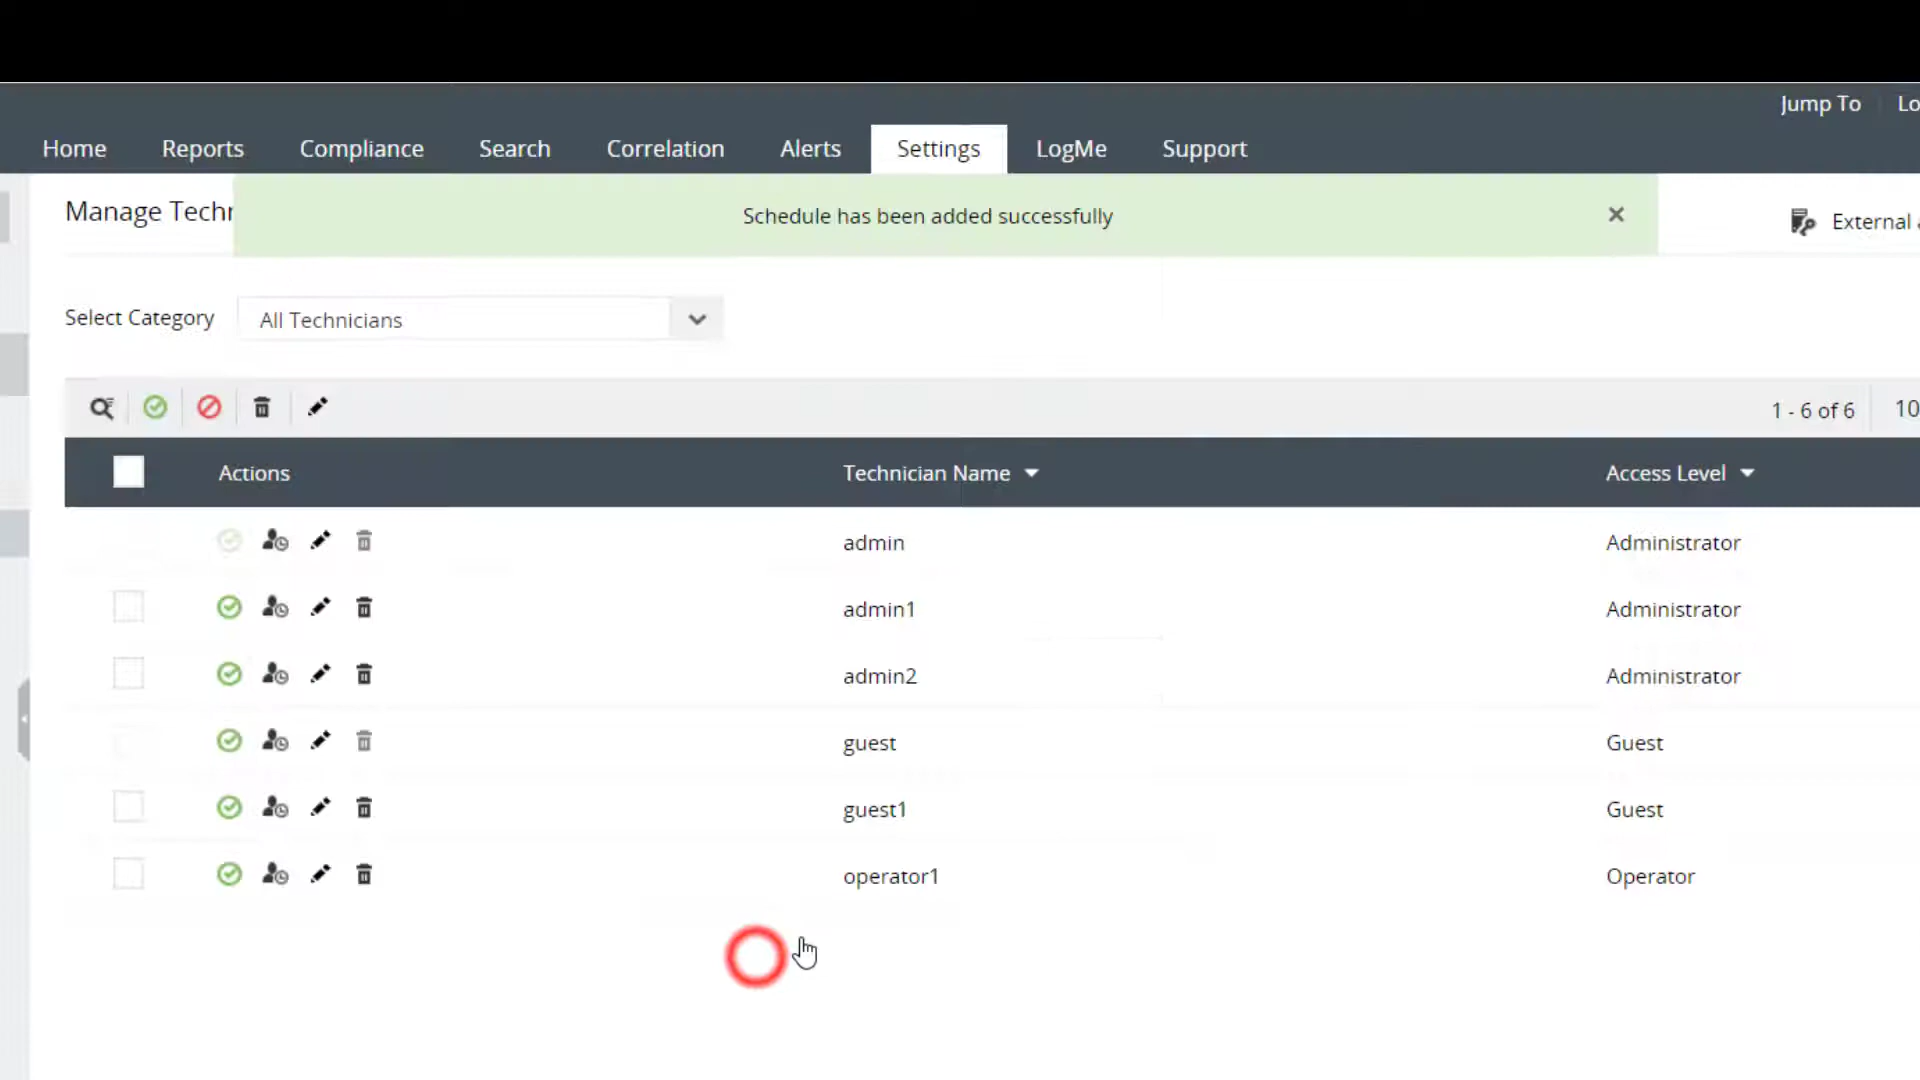 Jump To
Home Reports Compliance Search Correlation Alerts Settings LogMe Support
Manage
Schedule has been added successfully
External
Select Category
All Technicians
1 - 6 of 6
10
Actions Technician Name Access Level
admin Administrator
admin1 Administrator
admin2 Administrator
guest Guest
guest1 Guest
operator1 Operator